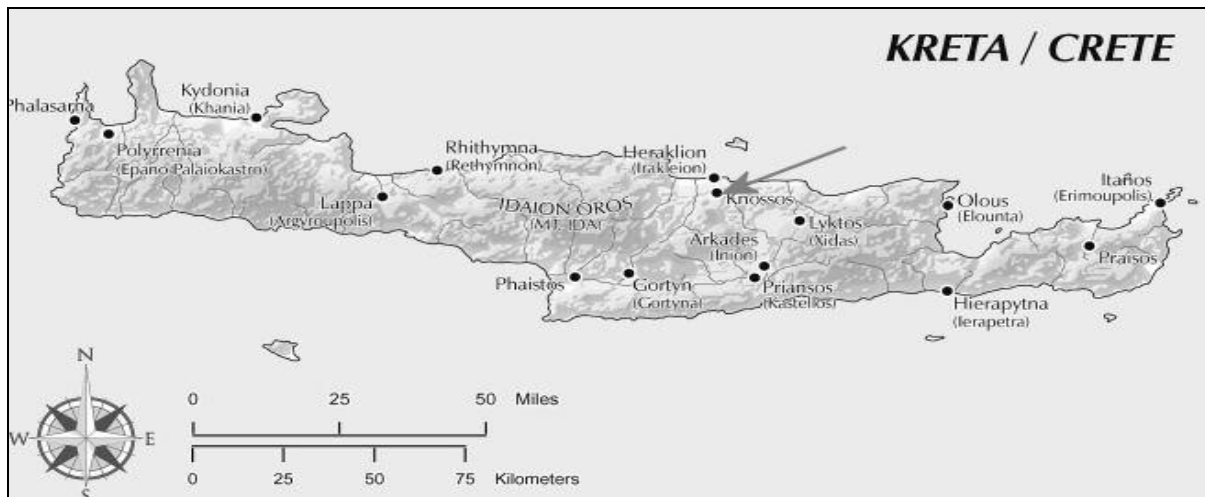 KRETA / CRETE
Phalasarna
Kydonia
(Khania)
Polyrrenia
(Epano Palaiokastro)
Rhithymna
(Rethymnon)
Lappa
(Argyroupolis)
IDAION OROS
(MT. IDA)
Heraklion
(Irakleion)
Knossos
Lyktos
(Xidas)
Arkades
(Inion)
Phaistos
Gortyn
(Gortyna)
Priansos
(Kastellos)
Olous
(Elounta)
Itanos
(Erimoupolis)
Praisos
Hierapytna
(Ierapetra)
N
W E
S
0 25 50 Miles
0 25 50 75 Kilometers